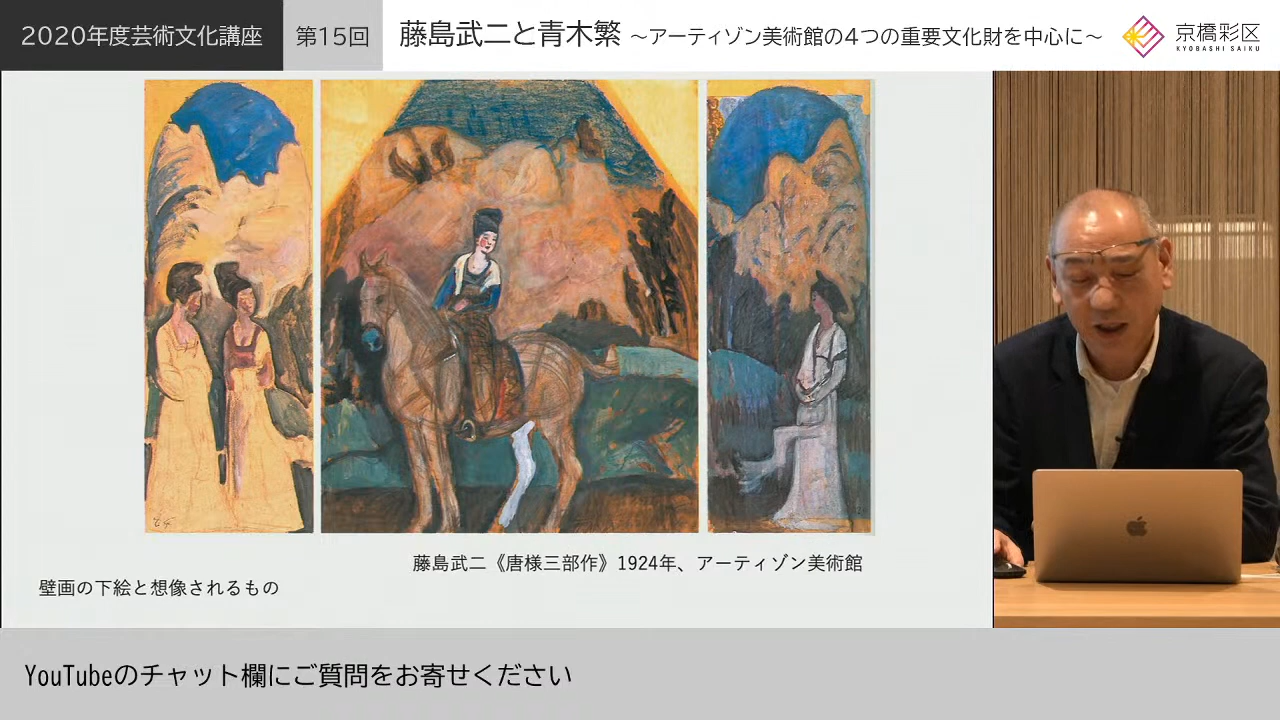 2020年度芸術文化講座
第15回
藤島武二と青木繁 ～アーティゾン美術館の4つの重要文化財を中心に～
京橋彩区
KYOBASHI SAIKU
藤島武二《唐様三部作》1924年、アーティゾン美術館
壁画の下絵と想像されるもの
YouTubeのチャット欄にご質問をお寄せください